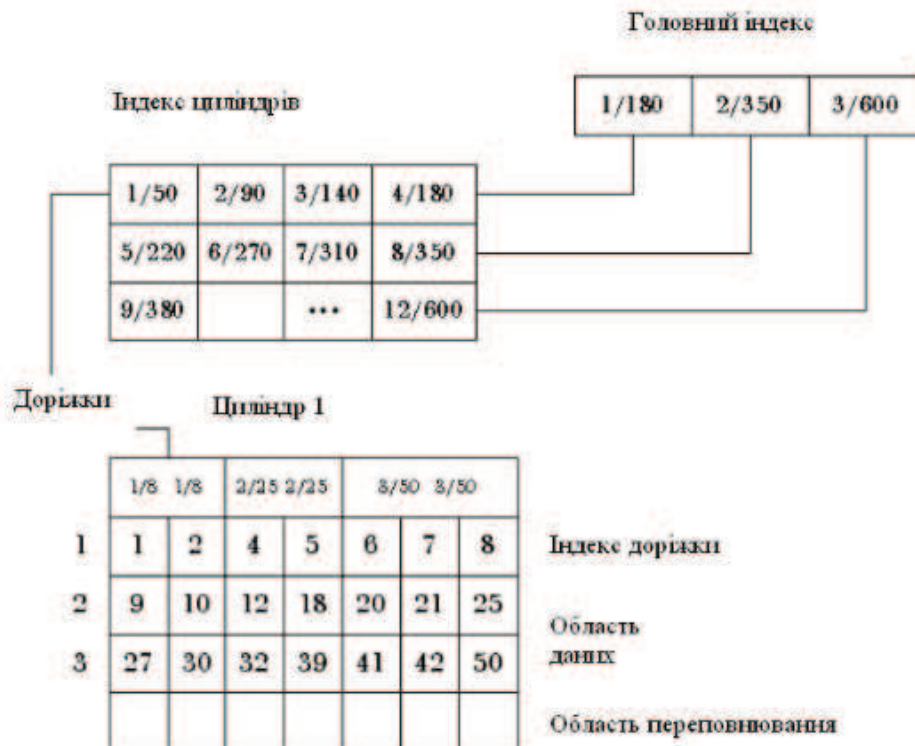 Головний індекс
1/180 2/350 3/600
Індекс циліндрів
1/50 2/90 3/140 4/180
5/220 6/270 7/310 8/350
9/380 ... 12/600
Доріжки
Циліндр 1
1/8 1/8 2/25 2/25 3/50 3/50
1 1 2 4 5 6 7 8 Індекс доріжки
2 9 10 12 18 20 21 25
Область
даних
3 27 30 32 39 41 42 50
Область переповнювання